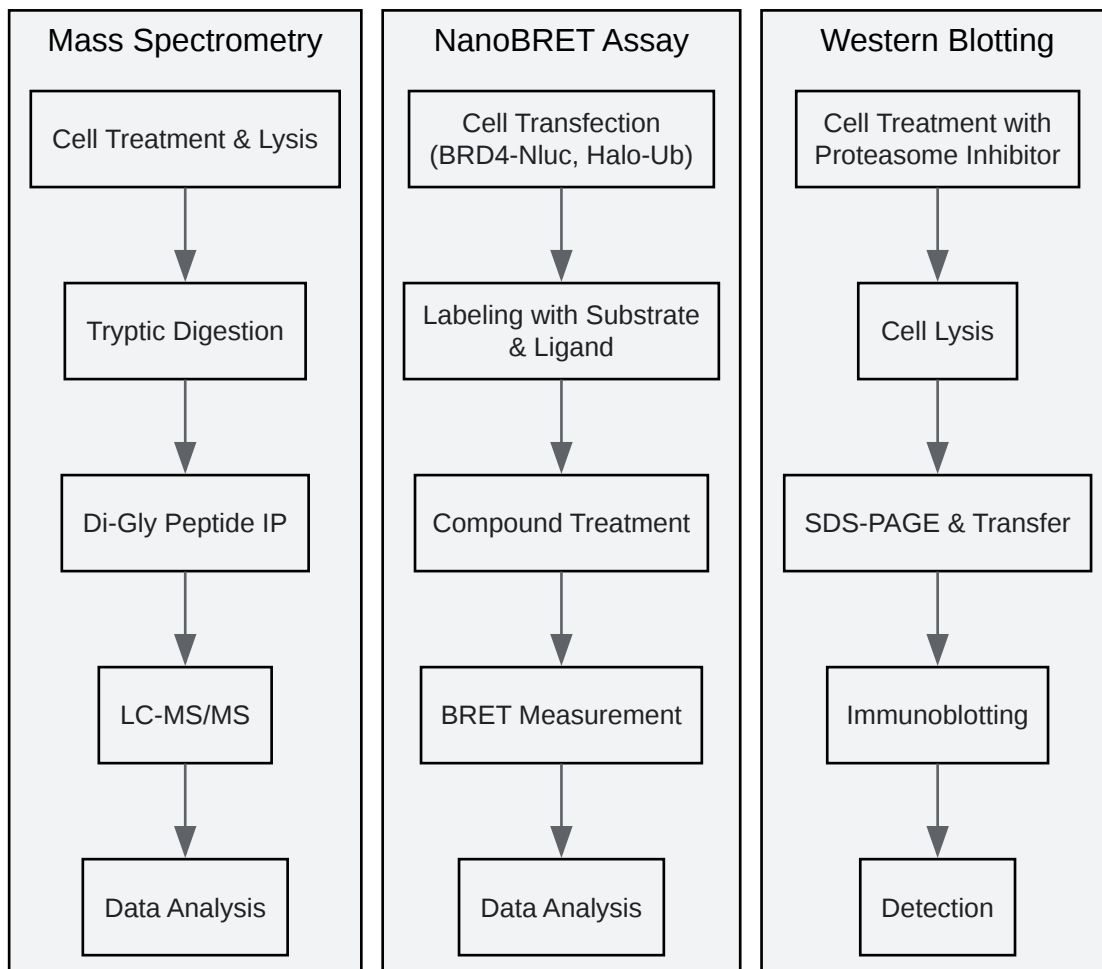 Mass Spectrometry
Cell Treatment & Lysis
Tryptic Digestion
Di-Gly Peptide IP
LC-MS/MS
Data Analysis
NanoBRET Assay
Cell Transfection
(BRD4-Nluc, Halo-Ub)
Labeling with Substrate
& Ligand
Compound Treatment
BRET Measurement
Data Analysis
Western Blotting
Cell Treatment with
Proteasome Inhibitor
Cell Lysis
SDS-PAGE & Transfer
Immunoblotting
Detection